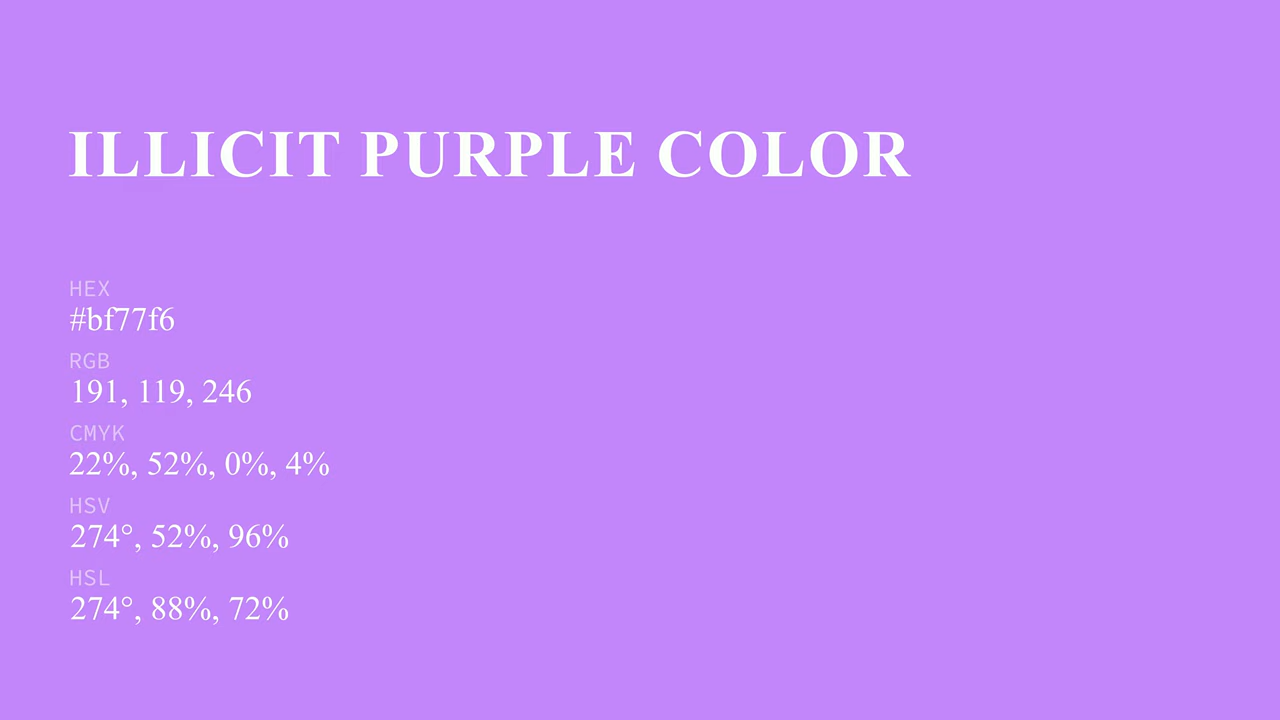 ILLICIT PURPLE COLOR
HEX
#bf77f6
RGB
191, 119, 246
CMYK
22%, 52%, 0%, 4%
HSV
274°, 52%, 96%
HSL
274°, 88%, 72%